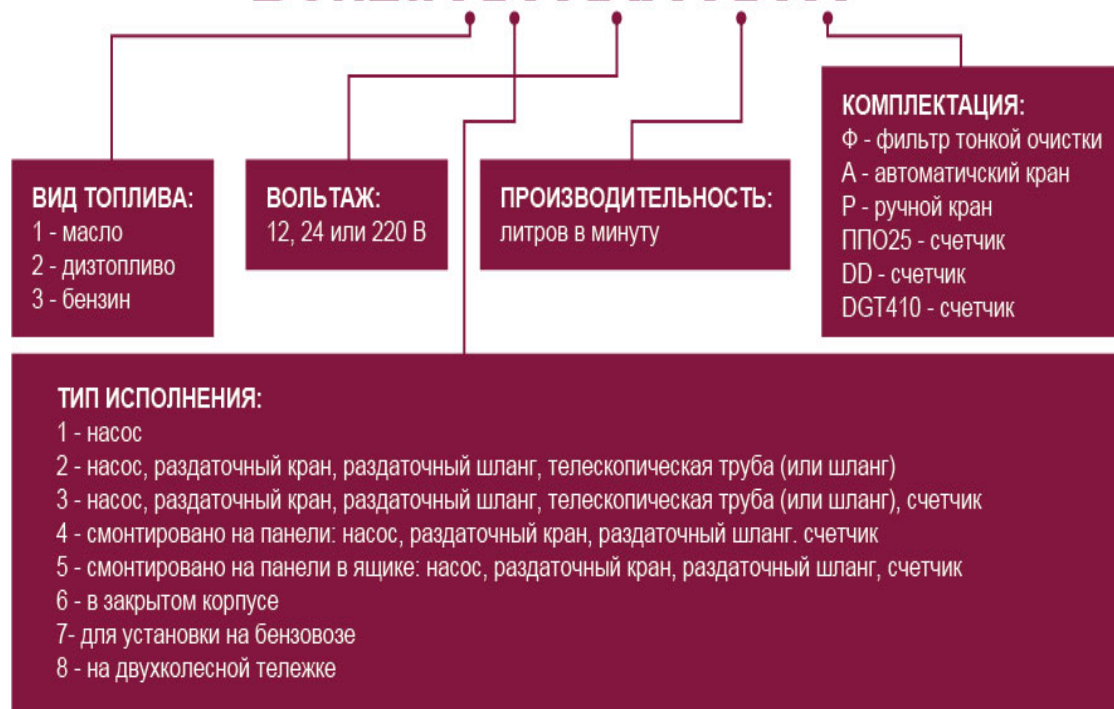 КОМПЛЕКТАЦИЯ:
Ф - фильтр тонкой очистки
А - автоматичский кран
Р - ручной кран
ППО25 - счетчик
DD - счетчик
DGT410 - счетчик
ВИД ТОПЛИВА:
1 - масло
2 - дизтопливо
3 - бензин
ВОЛЬТАЖ:
12, 24 или 220 В
ПРОИЗВОДИТЕЛЬНОСТЬ:
литров в минуту
ТИП ИСПОЛНЕНИЯ:
1 - насос
2 - насос, раздаточный кран, раздаточный шланг, телескопическая труба (или шланг)
3 - насос, раздаточный кран, раздаточный шланг, телескопическая труба (или шланг), счетчик
4 - смонтировано на панели: насос, раздаточный кран, раздаточный шланг. счетчик
5 - смонтировано на панели в ящике: насос, раздаточный кран, раздаточный шланг, счетчик
6 - в закрытом корпусе
7- для установки на бензовозе
8 - на двухколесной тележке